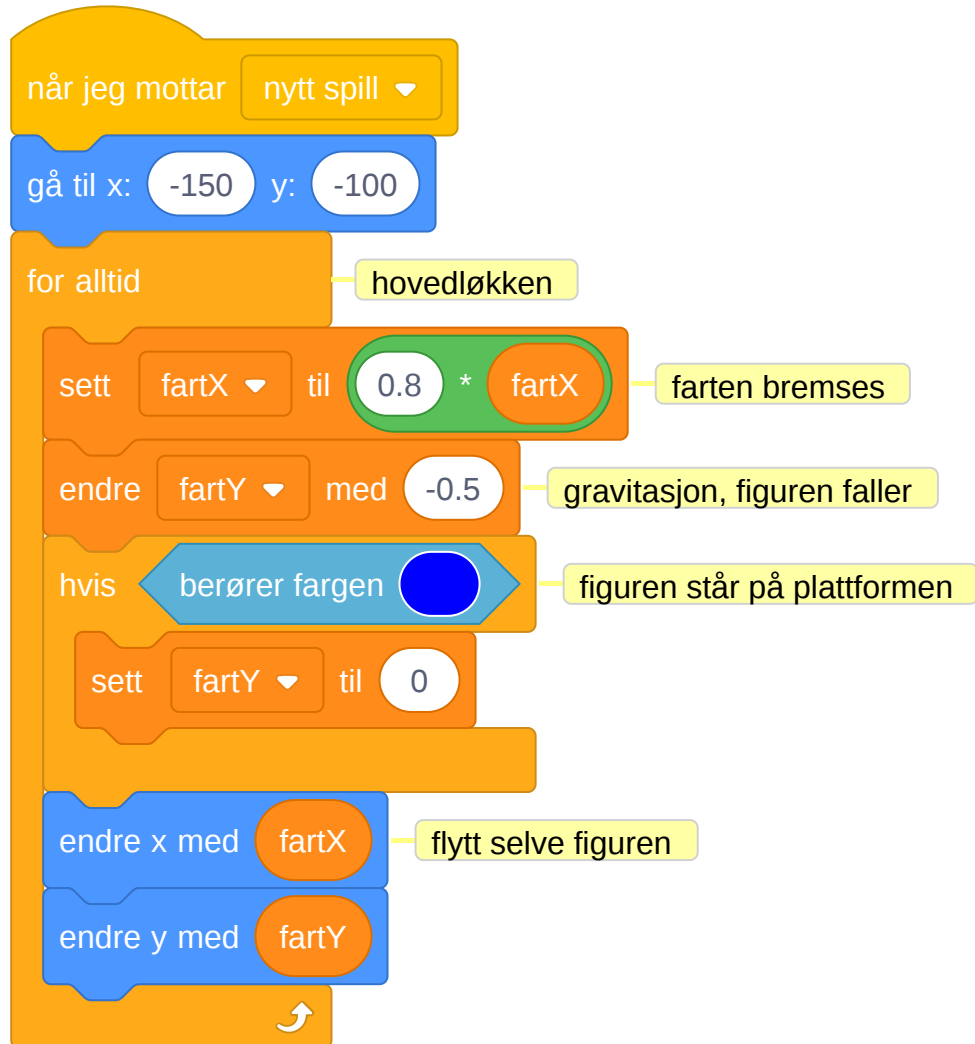 når jeg mottar nytt spill
gå til x: -150 y: -100
for alltid hovedløkken
sett fartX til 0.8 * fartX farten bremses
endre fartY med -0.5 gravitasjon, figuren faller
hvis berører fargen figuren står på plattformen
sett fartY til 0
endre x med fartX flytt selve figuren
endre y med fartY